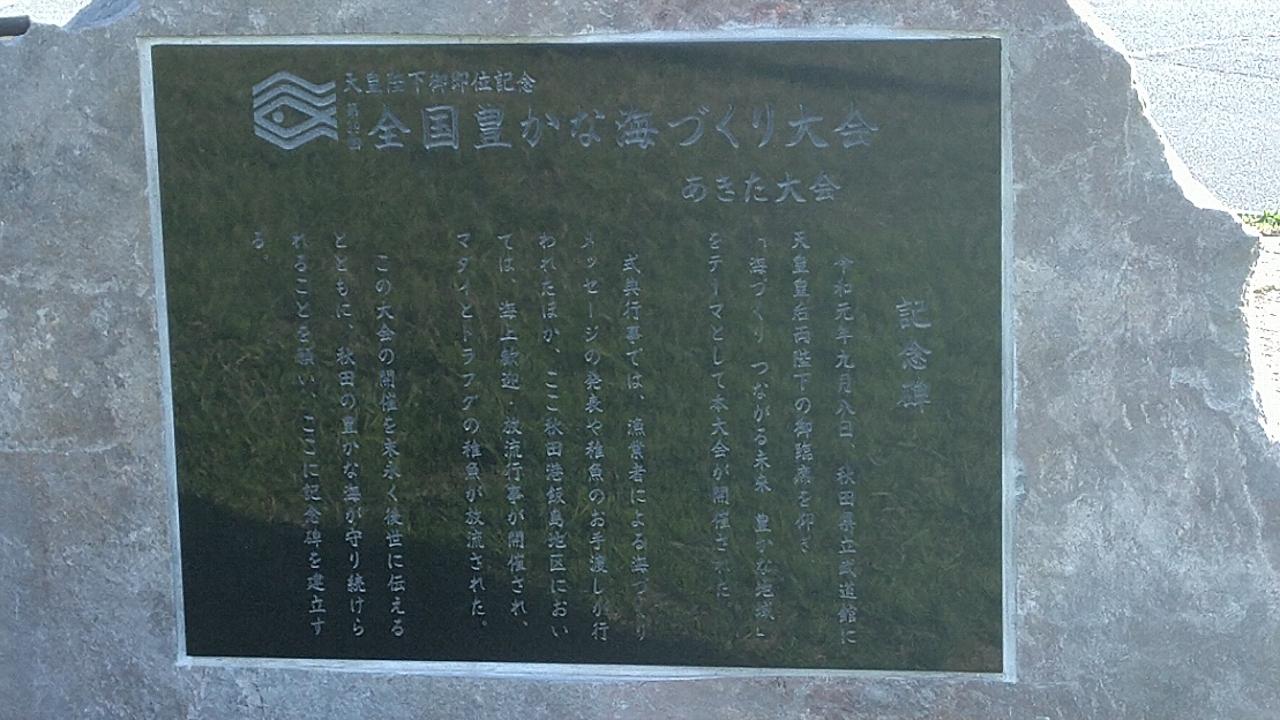 天皇陛下御即位記念
全国豊かな海づくり大会
あきた大会
記念碑
令和元年九月八日、秋田県立武道館に
天皇皇后両陛下の御臨席を仰ぎ
「海づくり つながる未来 豊かな地域」
をテーマとして本大会が開催された
式典行事では、漁業者による海づくり
メッセージの発表や稚魚のお手渡しが行
われたほか、ここ秋田港飯島地区におい
ては、海上歓迎・放流行事が開催され、
マダイとトラフグの稚魚が放流された。
この大会の開催を末永く後世に伝える
とともに、秋田の豊かな海が守り続けら
れることを願い、ここに記念碑を建立す
る